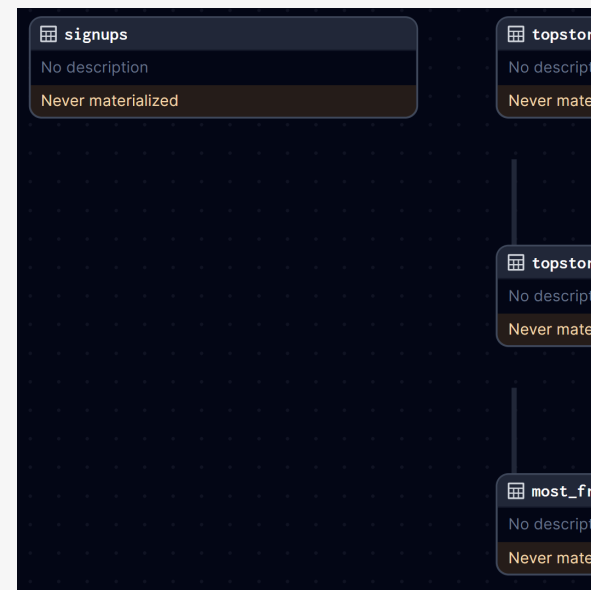 signups
No description
Never materialized
topstor
No descript
Never mate
topstor
No descript
Never mate
most_fr
No descript
Never mate